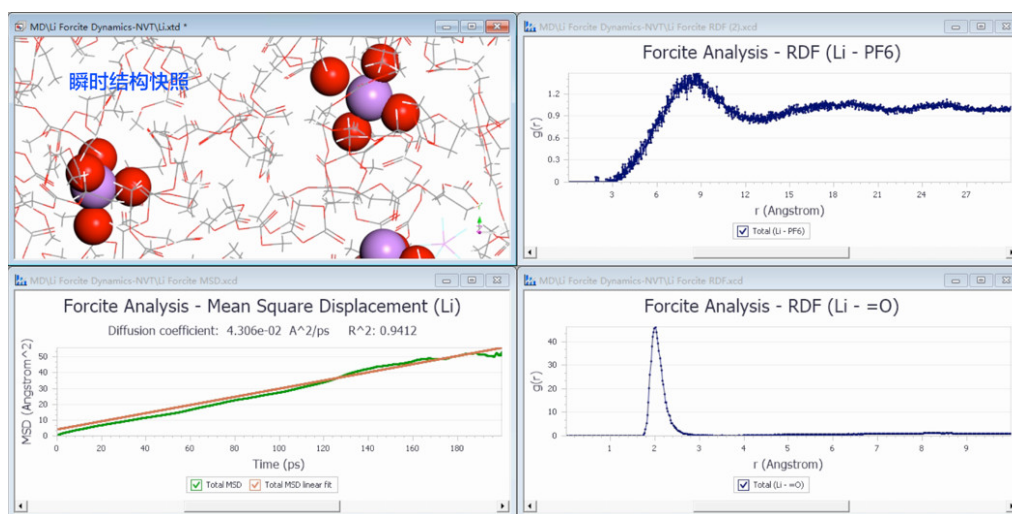 MD\Li Forcite Dynamics-NVT\Li.xtd *
瞬时结构快照
MD\Li Forcite Dynamics-NVT\Li Forcite RDF (2).xcd
Forcite Analysis - RDF (Li - PF6)
g(r)
1.2
0.9
0.6
0.3
0
3 6 9 12 15 18 21 24 27
r (Angstrom)
Total (Li - PF6)
MD\Li Forcite Dynamics-NVT\Li Forcite MSD.xcd
Forcite Analysis - Mean Square Displacement (Li)
Diffusion coefficient: 4.306e-02 A^2/ps R^2: 0.9412
MSD (Angstrom^2)
50
40
30
20
10
0
0 20 40 60 80 100 120 140 160 180
Time (ps)
Total MSD Total MSD linear fit
MD\Li Forcite Dynamics-NVT\Li Forcite RDF.xcd
Forcite Analysis - RDF (Li - =O)
g(r)
40
30
20
10
0
1 2 3 4 5 6 7 8 9
r (Angstrom)
Total (Li - =O)